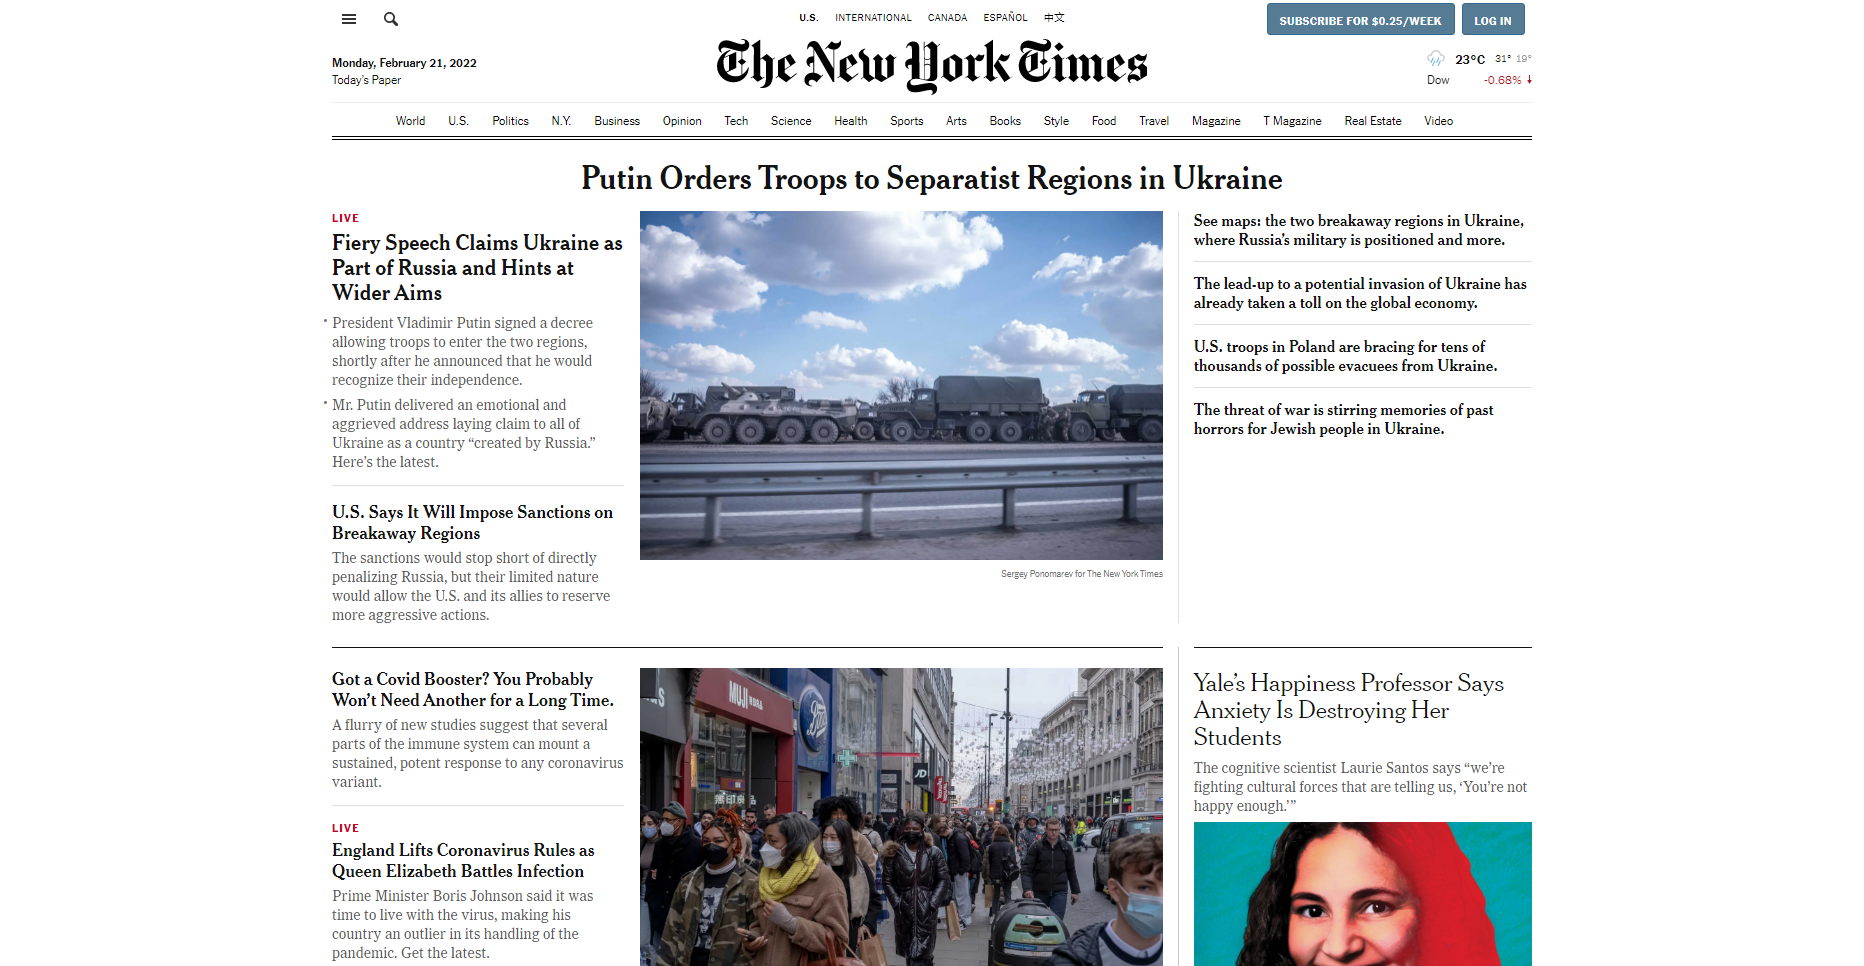 U.S. INTERNATIONAL CANADA ESPAÑOL 中文
SUBSCRIBE FOR $0.25/WEEK LOG IN
Monday, February 21, 2022
Today's Paper
The New York Times
23°C 31° 19°
Dow -0.68%
World U.S. Politics N.Y. Business Opinion Tech Science Health Sports Arts Books Style Food Travel Magazine T Magazine Real Estate Video
Putin Orders Troops to Separatist Regions in Ukraine
LIVE
Fiery Speech Claims Ukraine as
Part of Russia and Hints at
Wider Aims
• President Vladimir Putin signed a decree
allowing troops to enter the two regions,
shortly after he announced that he would
recognize their independence.
• Mr. Putin delivered an emotional and
aggrieved address laying claim to all of
Ukraine as a country “created by Russia.”
Here’s the latest.
U.S. Says It Will Impose Sanctions on
Breakaway Regions
The sanctions would stop short of directly
penalizing Russia, but their limited nature
would allow the U.S. and its allies to reserve
more aggressive actions.
Sergey Ponomarev for The New York Times
See maps: the two breakaway regions in Ukraine,
where Russia’s military is positioned and more.
The lead-up to a potential invasion of Ukraine has
already taken a toll on the global economy.
U.S. troops in Poland are bracing for tens of
thousands of possible evacuees from Ukraine.
The threat of war is stirring memories of past
horrors for Jewish people in Ukraine.
Got a Covid Booster? You Probably
Won’t Need Another for a Long Time.
A flurry of new studies suggest that several
parts of the immune system can mount a
sustained, potent response to any coronavirus
variant.
LIVE
England Lifts Coronavirus Rules as
Queen Elizabeth Battles Infection
Prime Minister Boris Johnson said it was
time to live with the virus, making his
country an outlier in its handling of the
pandemic. Get the latest.
MUJI
Boots
JD
無印良品
Yale’s Happiness Professor Says
Anxiety Is Destroying Her
Students
The cognitive scientist Laurie Santos says “we’re
fighting cultural forces that are telling us, ‘You’re not
happy enough.’”